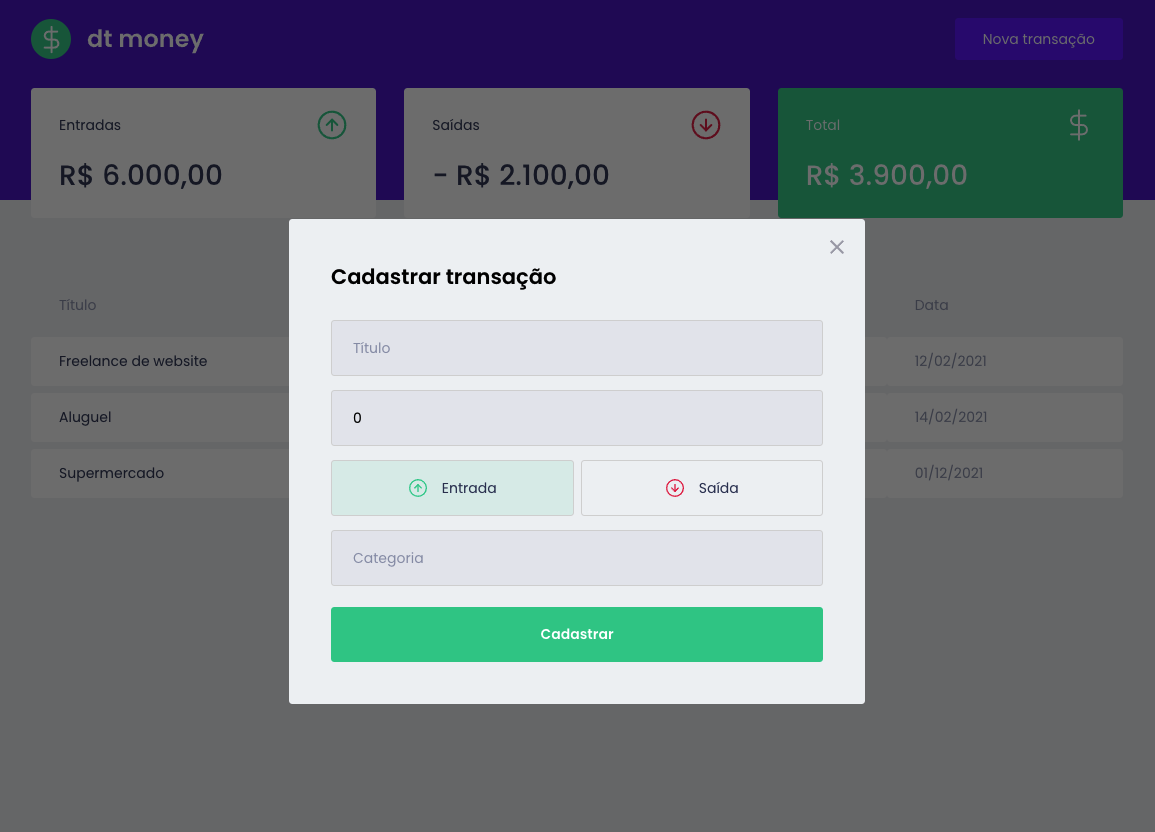 $ dt money
Nova transação
Entradas
R$ 6.000,00
Saídas
- R$ 2.100,00
Total
$
R$ 3.900,00
Cadastrar transação
Título
0
Entrada
Saída
Categoria
Cadastrar
Título
Data
Freelance de website
12/02/2021
Aluguel
14/02/2021
Supermercado
01/12/2021